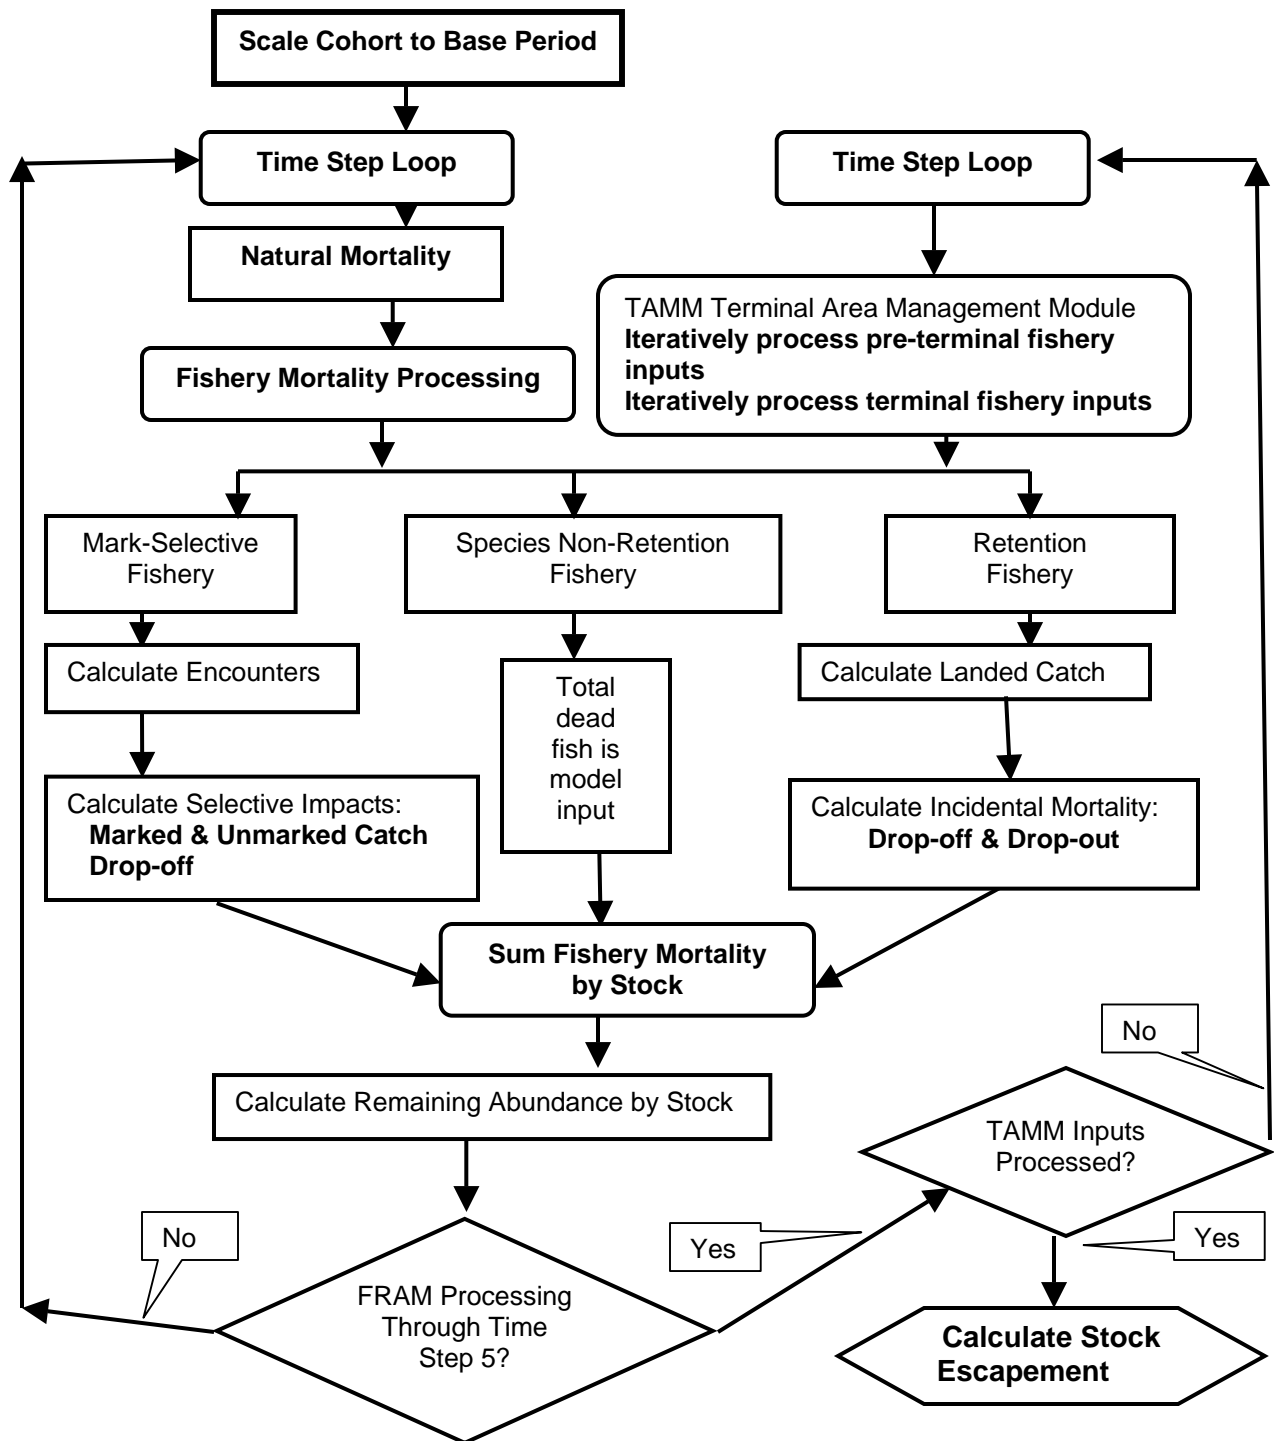 Scale Cohort to Base Period
Time Step Loop
Time Step Loop
Natural Mortality
TAMM Terminal Area Management Module
Iteratively process pre-terminal fishery
inputs
Iteratively process terminal fishery inputs
Fishery Mortality Processing
Mark-Selective
Fishery
Species Non-Retention
Fishery
Retention
Fishery
Calculate Encounters
Total
dead
fish is
model
input
Calculate Landed Catch
Calculate Selective Impacts:
Marked & Unmarked Catch
Drop-off
Calculate Incidental Mortality:
Drop-off & Drop-out
Sum Fishery Mortality
by Stock
No
Calculate Remaining Abundance by Stock
TAMM Inputs
Processed?
No
Yes
Yes
FRAM Processing
Through Time
Step 5?
Calculate Stock
Escapement